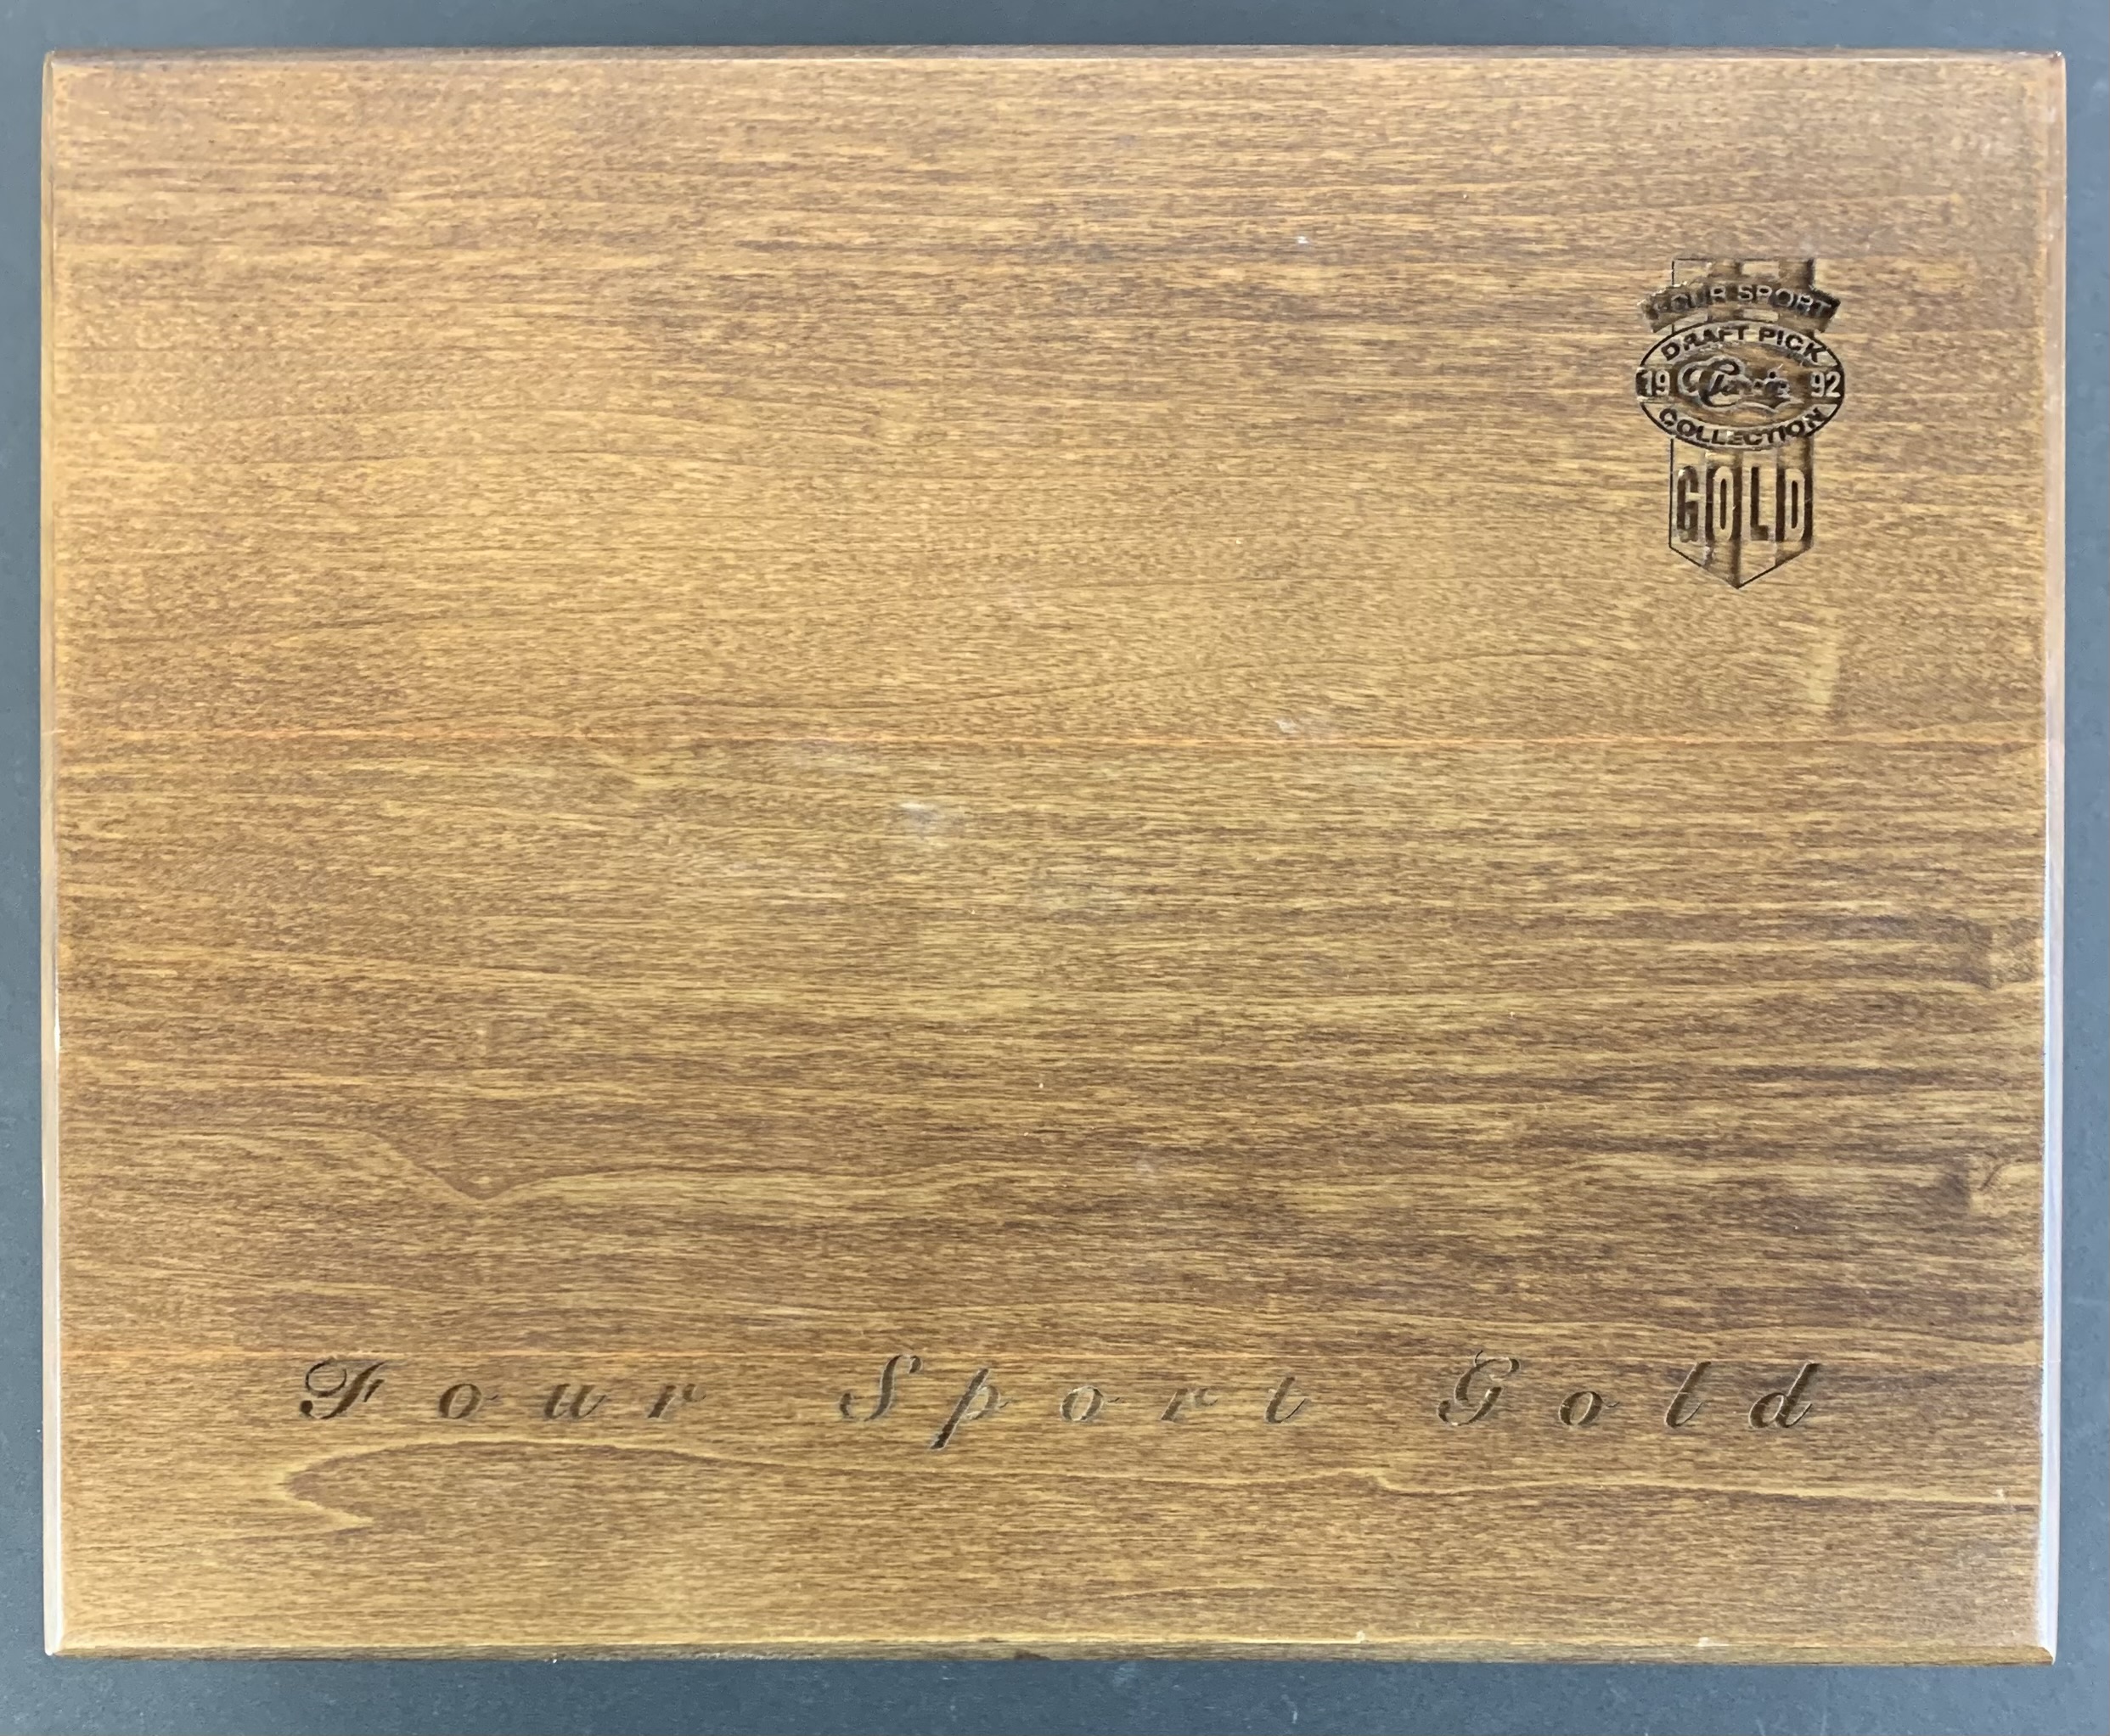 FOUR SPORT
DRAFT PICK
19 Classic 92
COLLECTION
GOLD
Four Sport Gold